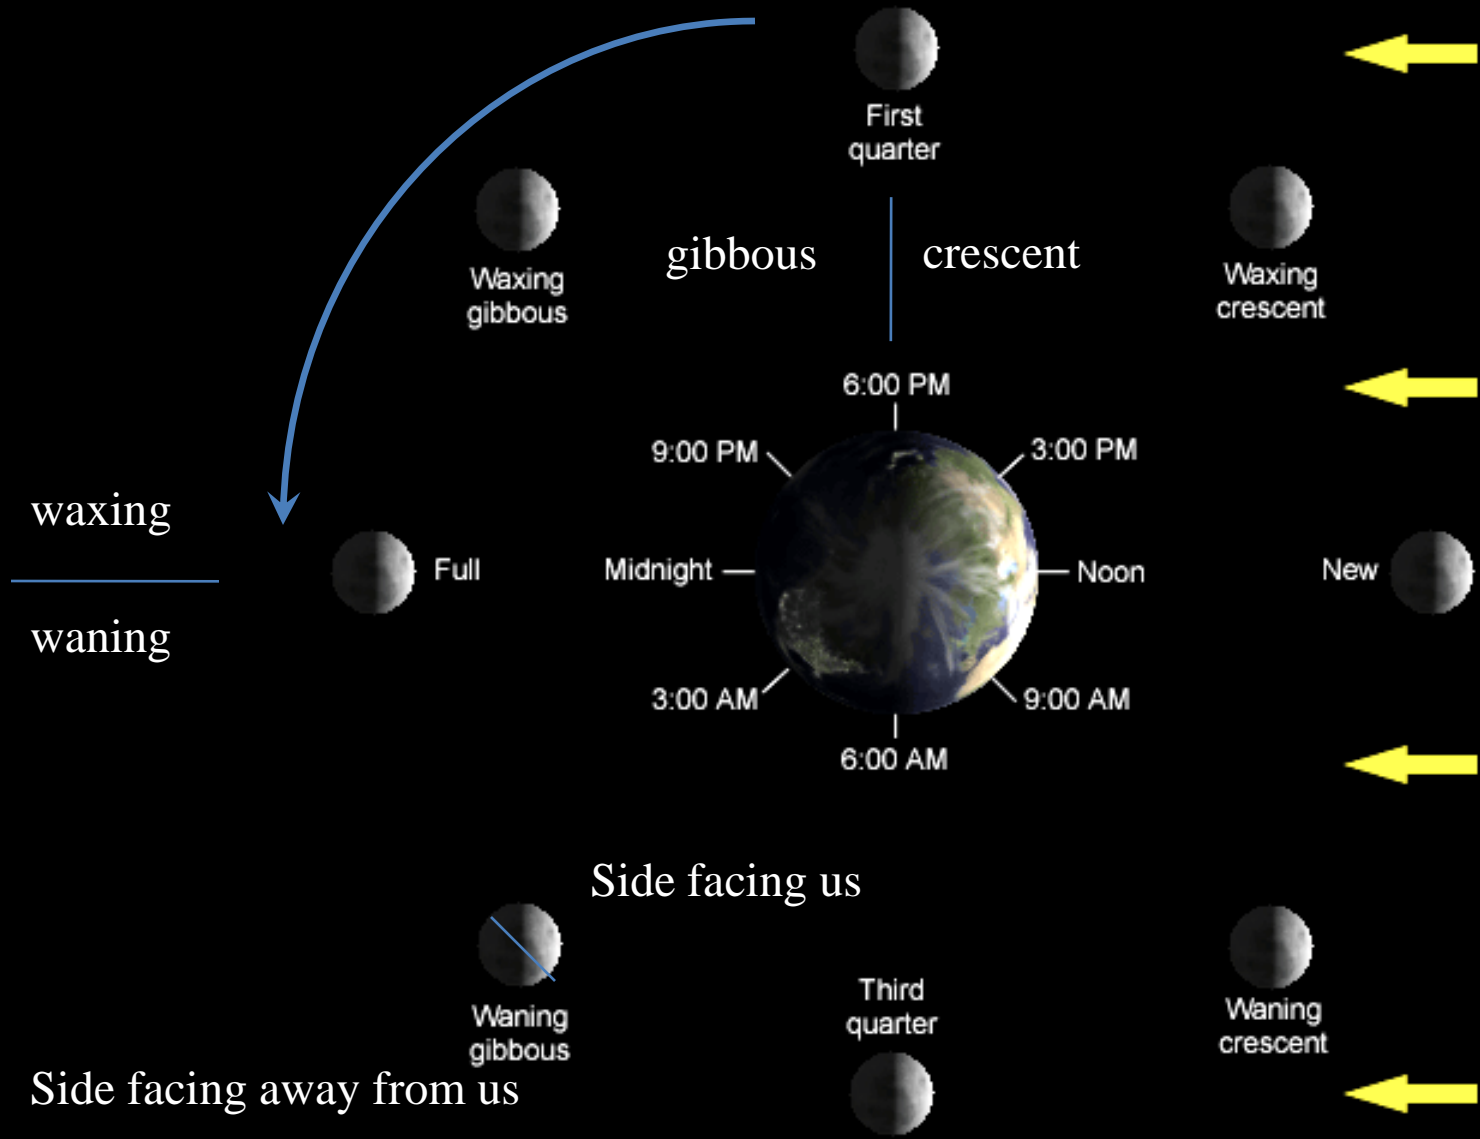 First
quarter
gibbous
crescent
Waxing
gibbous
Waxing
crescent
6:00 PM
9:00 PM
3:00 PM
waxing
Full
Midnight
Noon
New
waning
3:00 AM
9:00 AM
6:00 AM
Side facing us
Third
quarter
Waning
gibbous
Waning
crescent
Side facing away from us